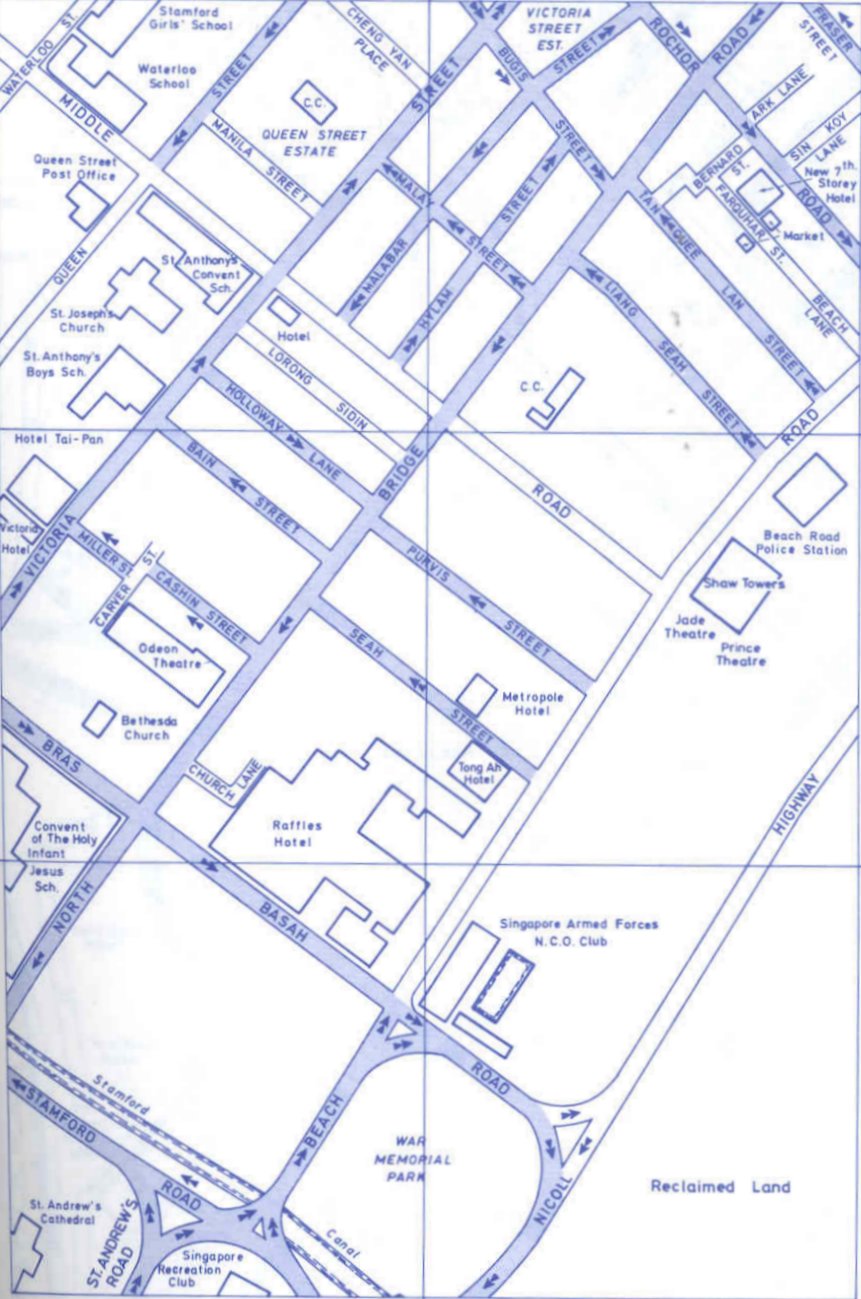 Stamford
Girls' School
WATERLOO ST.
Waterloo
School
MIDDLE
STREET
CHENG YAN
PLACE
VICTORIA
STREET
EST.
STREET
BUGIS
STREET
ROCHOR
ROAD
FRASER
STREET
C.C.
QUEEN STREET
ESTATE
MANILA
STREET
STREET
Queen Street
Post Office
QUEEN
MALAY
STREET
STREET
MALABAR
HYLAM
ARK LANE
SIN KOY
LANE
BERNARD
ST.
New 7th.
Storey
Hotel
ROAD
FARQUHAR ST.
Market
TAN QUEE LAN
STREET
BEACH
LANE
LIANG
SEAH
STREET
St. Anthony's
Convent
Sch.
St. Joseph's
Church
St. Anthony's
Boys Sch.
Hotel
LORONG
SIDIN
HOLLOWAY
LANE
C.C.
ROAD
Hotel Tai-Pan
BAIN
STREET
BRIDGE
ROAD
Beach Road
Police Station
Victoria
Hotel
VICTORIA
MILLER ST.
CARVER ST.
CASHIN STREET
PURVIS
STREET
Shaw Towers
Jade
Theatre
Prince
Theatre
Odeon
Theatre
SEAH
STREET
Metropole
Hotel
Bethesda
Church
BRAS
CHURCH LANE
Tong Ah
Hotel
Raffles
Hotel
HIGHWAY
Convent
of The Holy
Infant
Jesus
Sch.
NORTH
BASAH
Singapore Armed Forces
N.C.O. Club
ROAD
Stamford
STAMFORD
BEACH
WAR
MEMORIAL
PARK
ROAD
NICOLL
Reclaimed Land
St. Andrew's
Cathedral
ST. ANDREW'S
ROAD
Singapore
Recreation
Club
Canal